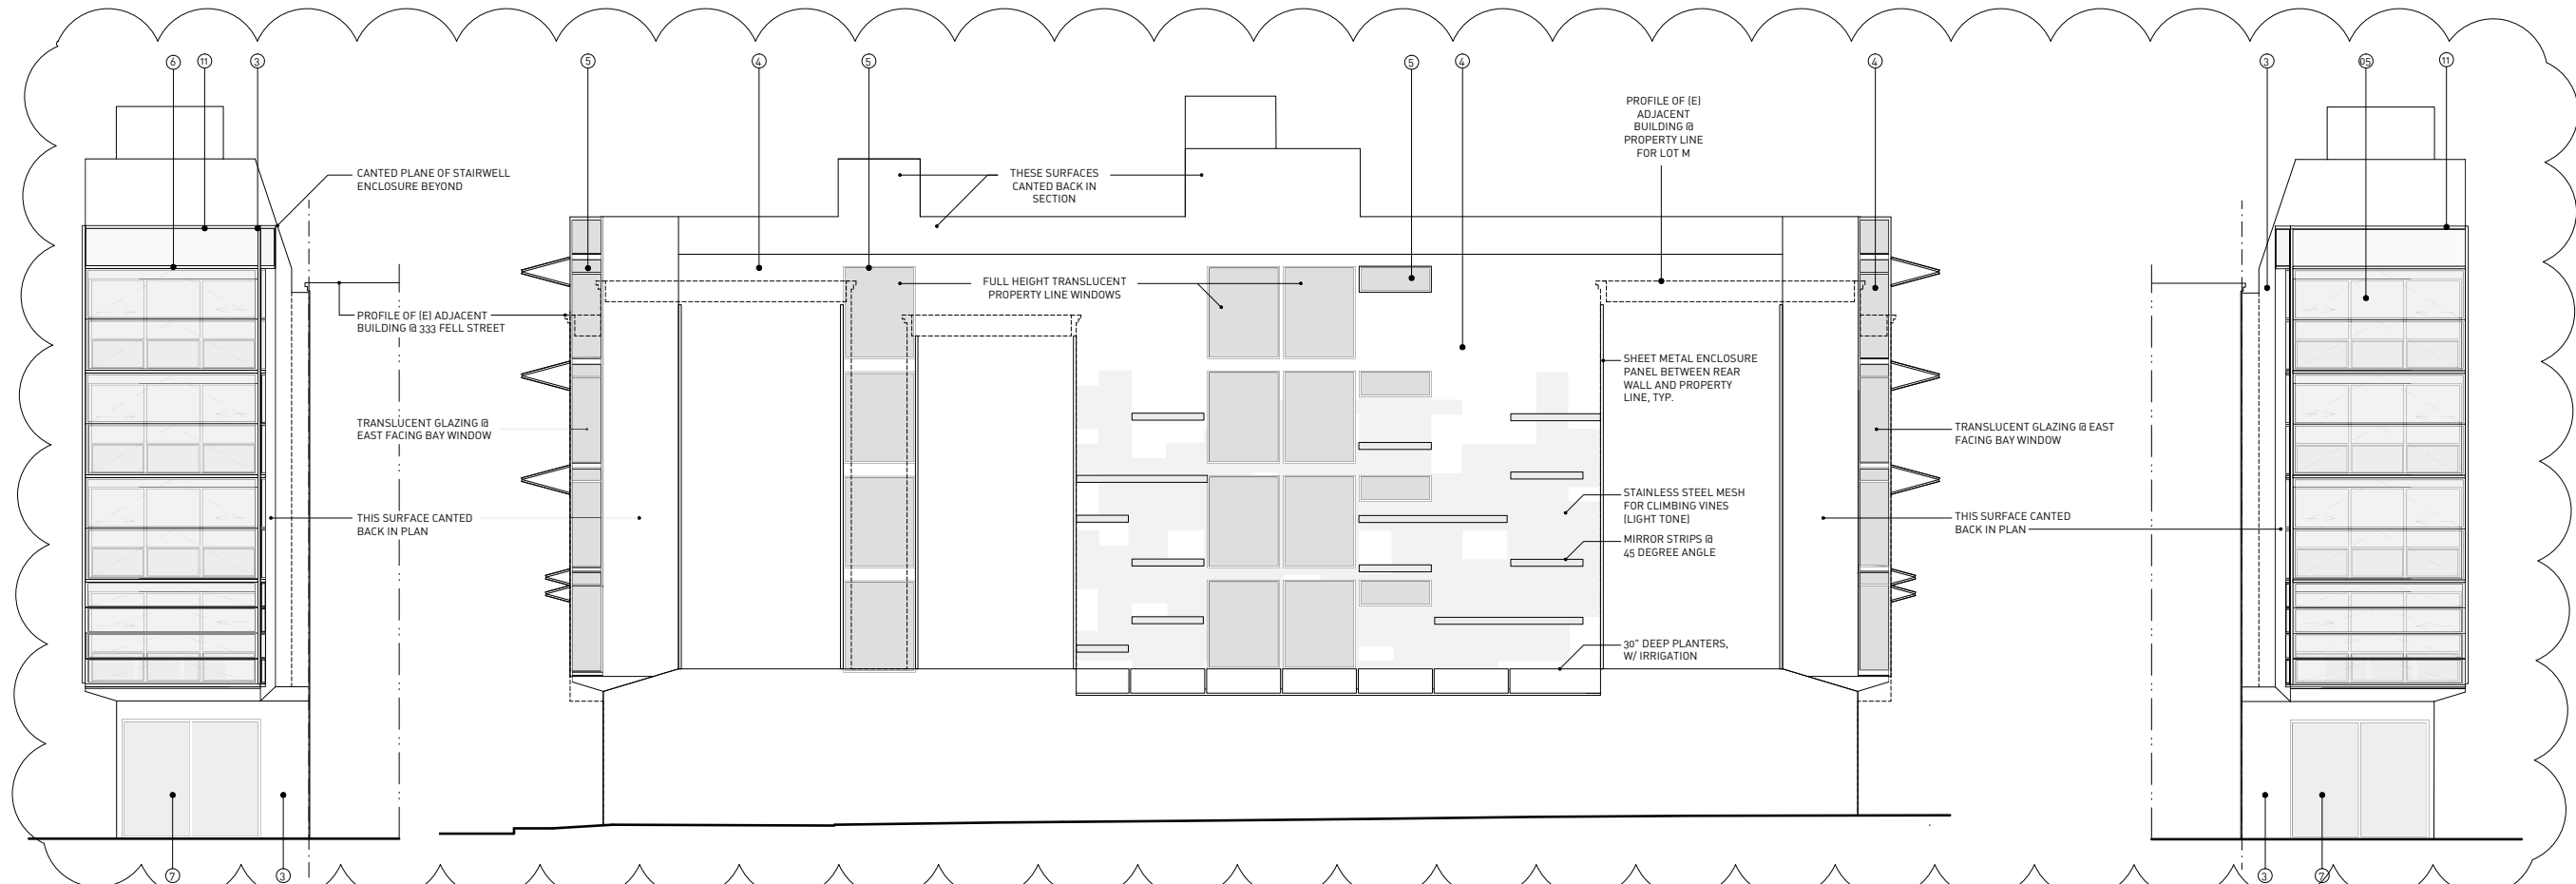 6
11
3
5
4
5
5
4
4
3
05
11
CANTED PLANE OF STAIRWELL
ENCLOSURE BEYOND
THESE SURFACES
CANTED BACK IN
SECTION
PROFILE OF (E)
ADJACENT
BUILDING @
PROPERTY LINE
FOR LOT M
PROFILE OF (E) ADJACENT
BUILDING @ 333 FELL STREET
FULL HEIGHT TRANSLUCENT
PROPERTY LINE WINDOWS
SHEET METAL ENCLOSURE
PANEL BETWEEN REAR
WALL AND PROPERTY
LINE, TYP.
TRANSLUCENT GLAZING @
EAST FACING BAY WINDOW
TRANSLUCENT GLAZING @ EAST
FACING BAY WINDOW
THIS SURFACE CANTED
BACK IN PLAN
STAINLESS STEEL MESH
FOR CLIMBING VINES
(LIGHT TONE)
MIRROR STRIPS @
45 DEGREE ANGLE
THIS SURFACE CANTED
BACK IN PLAN
30" DEEP PLANTERS,
W/ IRRIGATION
7
3
3
7